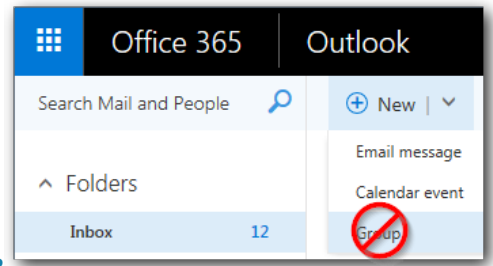 Office 365 Outlook
Search Mail and People New
Email message
Folders
Calendar event
Inbox 12
Group